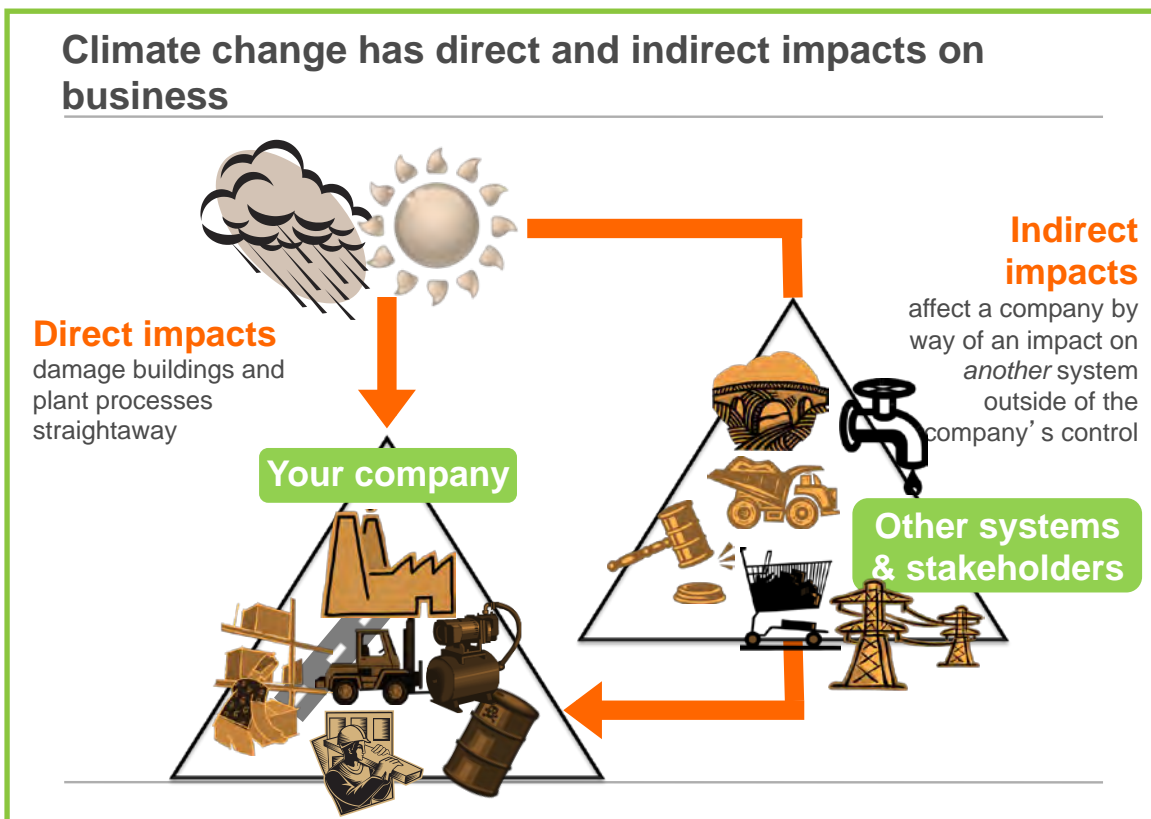 Climate change has direct and indirect impacts on
business
Direct impacts
damage buildings and
plant processes
straightaway
Your company
Indirect
impacts
affect a company by
way of an impact on
another system
outside of the
company’s control
Other systems
& stakeholders